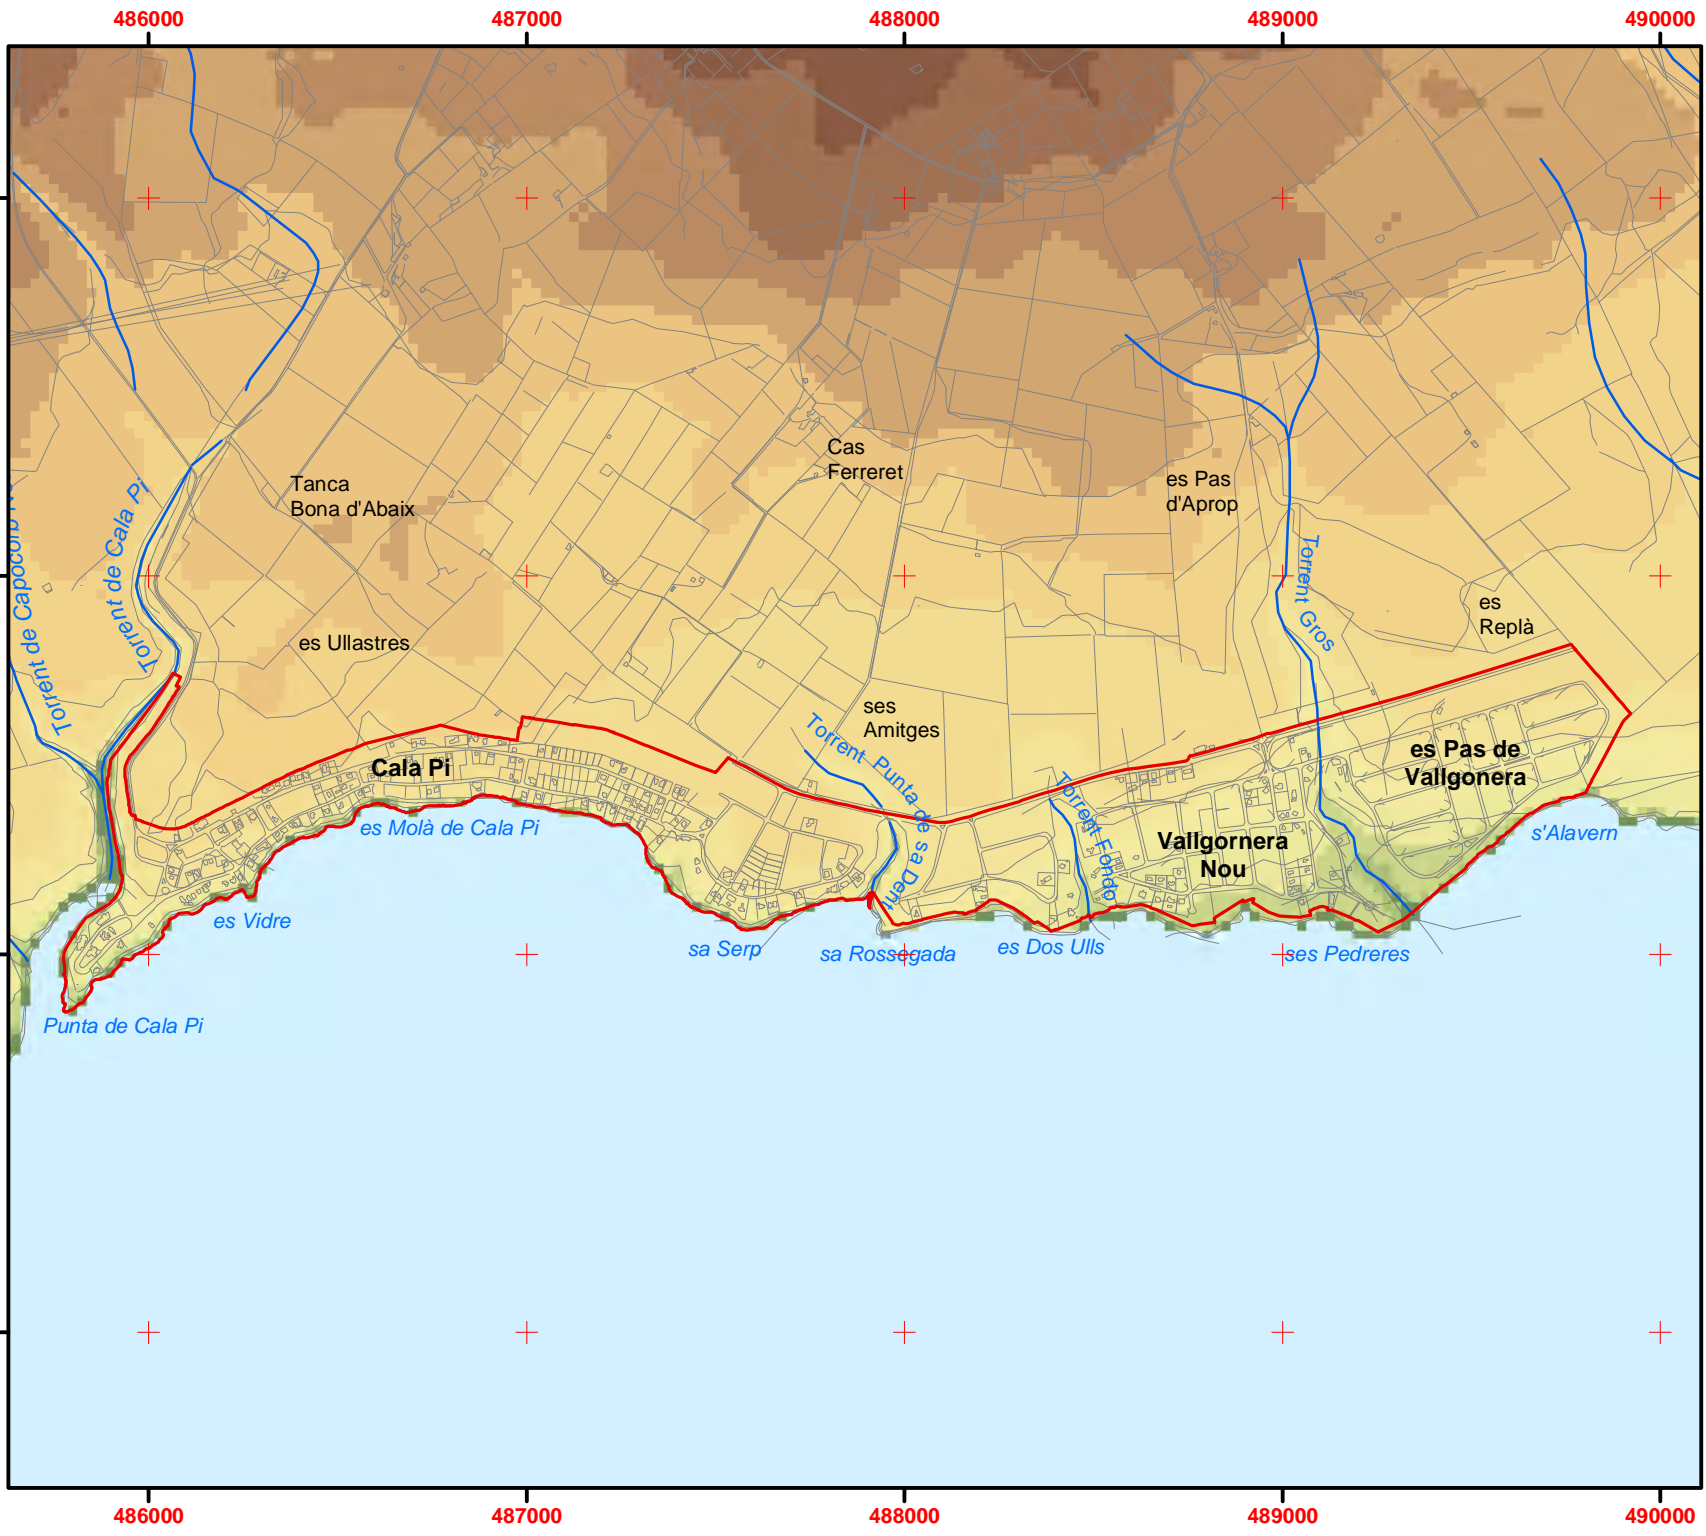 486000 487000 488000 489000 490000
Cas
Ferreret
Tanca
Bona d'Abaix
es Pas
d'Aprop
Torrent de Capocorb
Torrent de Cala Pi
Torrent Gros
es
Replà
es Ullastres
ses
Amitges
Torrent Punta de sa Dent
Cala Pi
es Pas de
Vallgonera
Torrent Fondo
es Molà de Cala Pi
Vallgornera
Nou
s'Alavern
es Vidre
sa Serp
sa Rossegada
es Dos Ulls
ses Pedreres
Punta de Cala Pi
486000 487000 488000 489000 490000